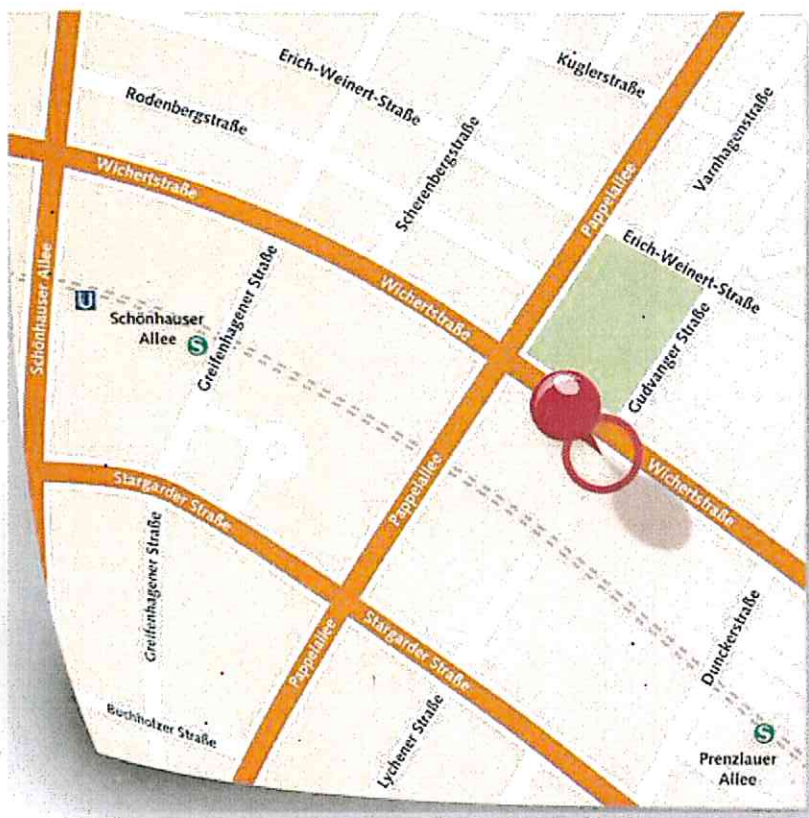 Kuglerstraße
Erich-Weinert-Straße
Rodenbergstraße
Varnhagenstraße
Scherenbergstraße
Wichertstraße
Pappelallee
Erich-Weinert-Straße
Schönhauser Allee
Greifenhagener Straße
Wichertstraße
U
Schönhauser
Allee
S
Gudvanger Straße
Wichertstraße
Stargarder Straße
Pappelallee
Greifenhagener Straße
Stargarder Straße
Pappelallee
Dunckerstraße
Buchholzer Straße
Lychener Straße
S
Prenzlauer
Allee